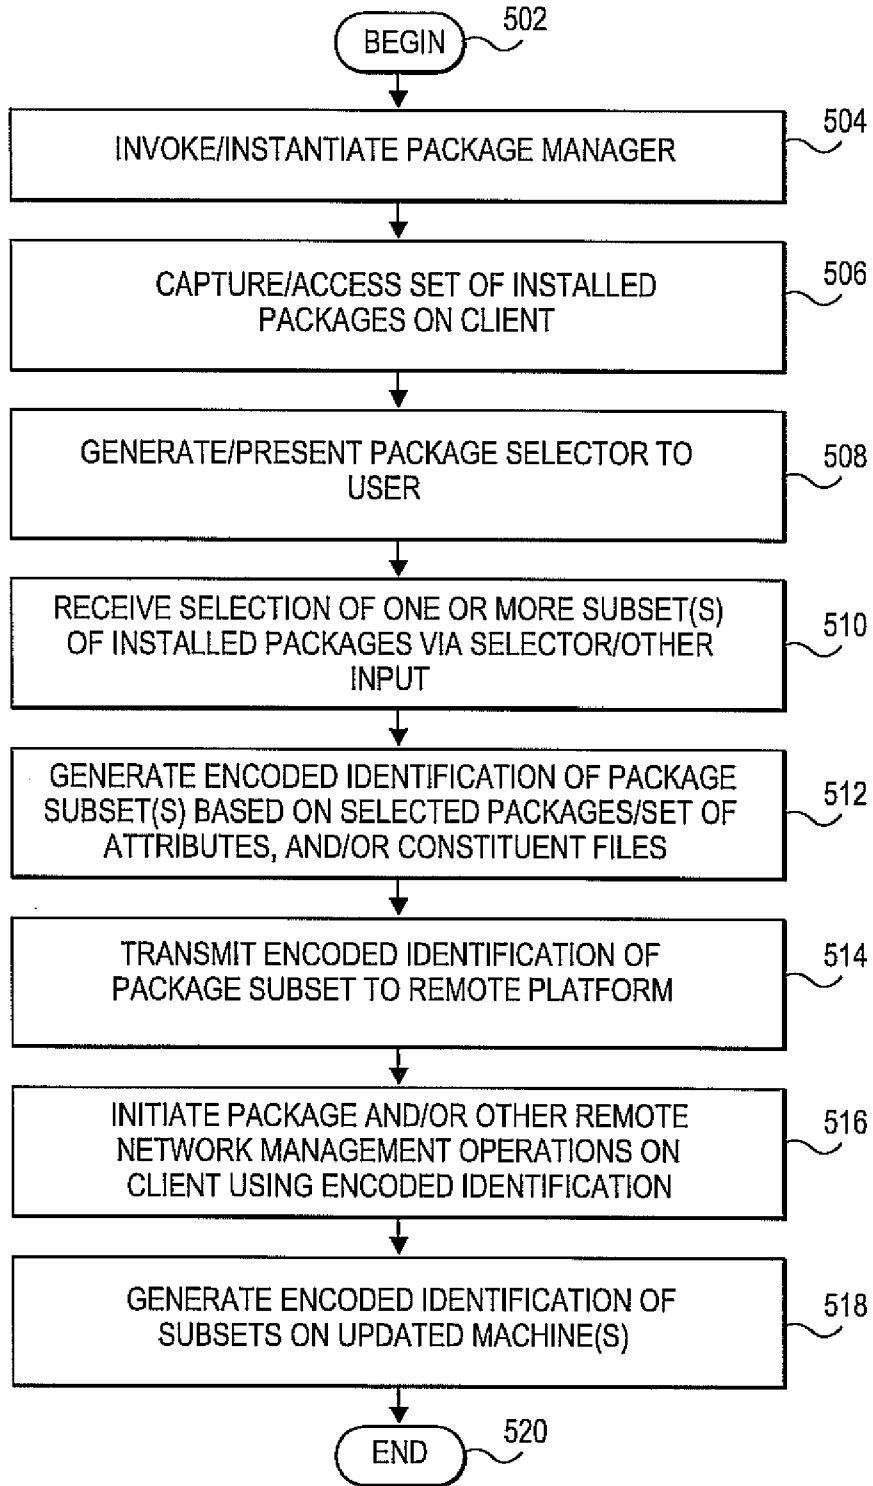 BEGIN
502
INVOKE/INSTANTIATE PACKAGE MANAGER
504
CAPTURE/ACCESS SET OF INSTALLED
PACKAGES ON CLIENT
506
GENERATE/PRESENT PACKAGE SELECTOR TO
USER
508
RECEIVE SELECTION OF ONE OR MORE SUBSET(S)
OF INSTALLED PACKAGES VIA SELECTOR/OTHER
INPUT
510
GENERATE ENCODED IDENTIFICATION OF PACKAGE
SUBSET(S) BASED ON SELECTED PACKAGES/SET OF
ATTRIBUTES, AND/OR CONSTITUENT FILES
512
TRANSMIT ENCODED IDENTIFICATION OF
PACKAGE SUBSET TO REMOTE PLATFORM
514
INITIATE PACKAGE AND/OR OTHER REMOTE
NETWORK MANAGEMENT OPERATIONS ON
CLIENT USING ENCODED IDENTIFICATION
516
GENERATE ENCODED IDENTIFICATION OF
SUBSETS ON UPDATED MACHINE(S)
518
END
520